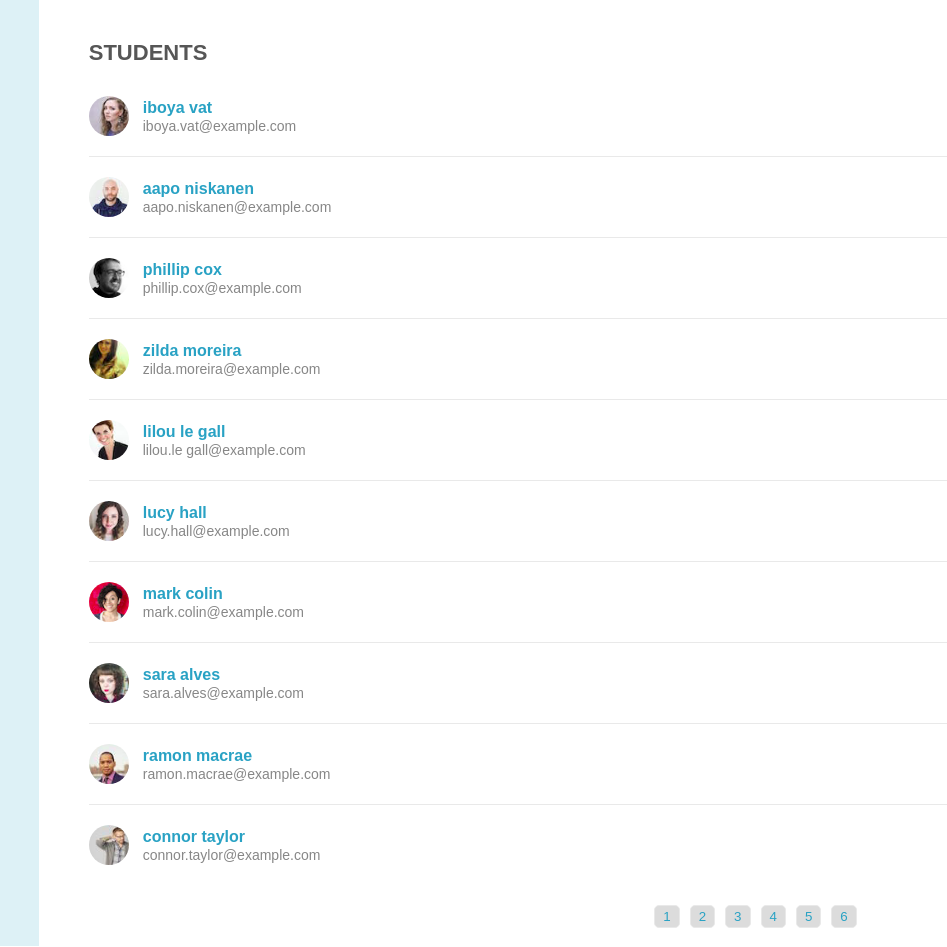 STUDENTS
iboya vat
iboya.vat@example.com
aapo niskanen
aapo.niskanen@example.com
phillip cox
phillip.cox@example.com
zilda moreira
zilda.moreira@example.com
lilou le gall
lilou.le gall@example.com
lucy hall
lucy.hall@example.com
mark colin
mark.colin@example.com
sara alves
sara.alves@example.com
ramon macrae
ramon.macrae@example.com
connor taylor
connor.taylor@example.com
1 2 3 4 5 6